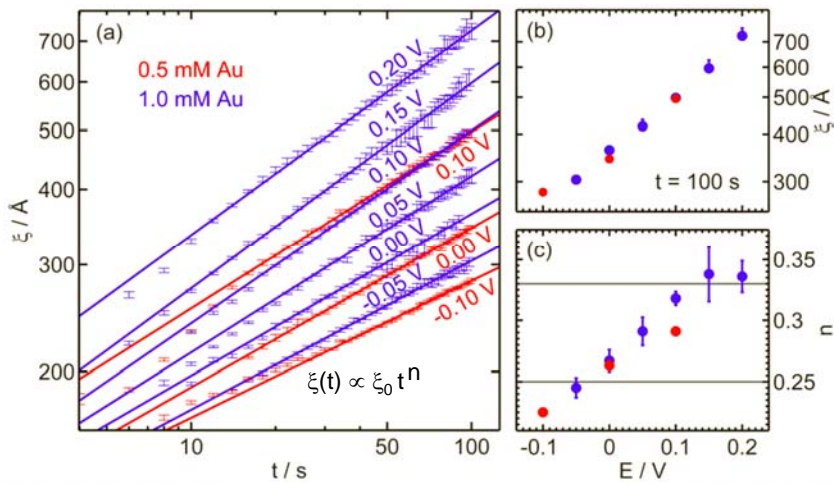 (a)
0.5 mM Au
1.0 mM Au
0.20 V
0.15 V
0.10 V
0.10 V
0.05 V
0.00 V
0.00 V
-0.05 V
-0.10 V
ξ(t) ∝ ξ₀ tⁿ
ξ / Å
700
600
500
400
300
200
10
50
100
t / s
(b)
700
600
500
400
300
ξ / Å
t = 100 s
(c)
0.35
0.3
0.25
n
-0.1
0
0.1
0.2
E / V